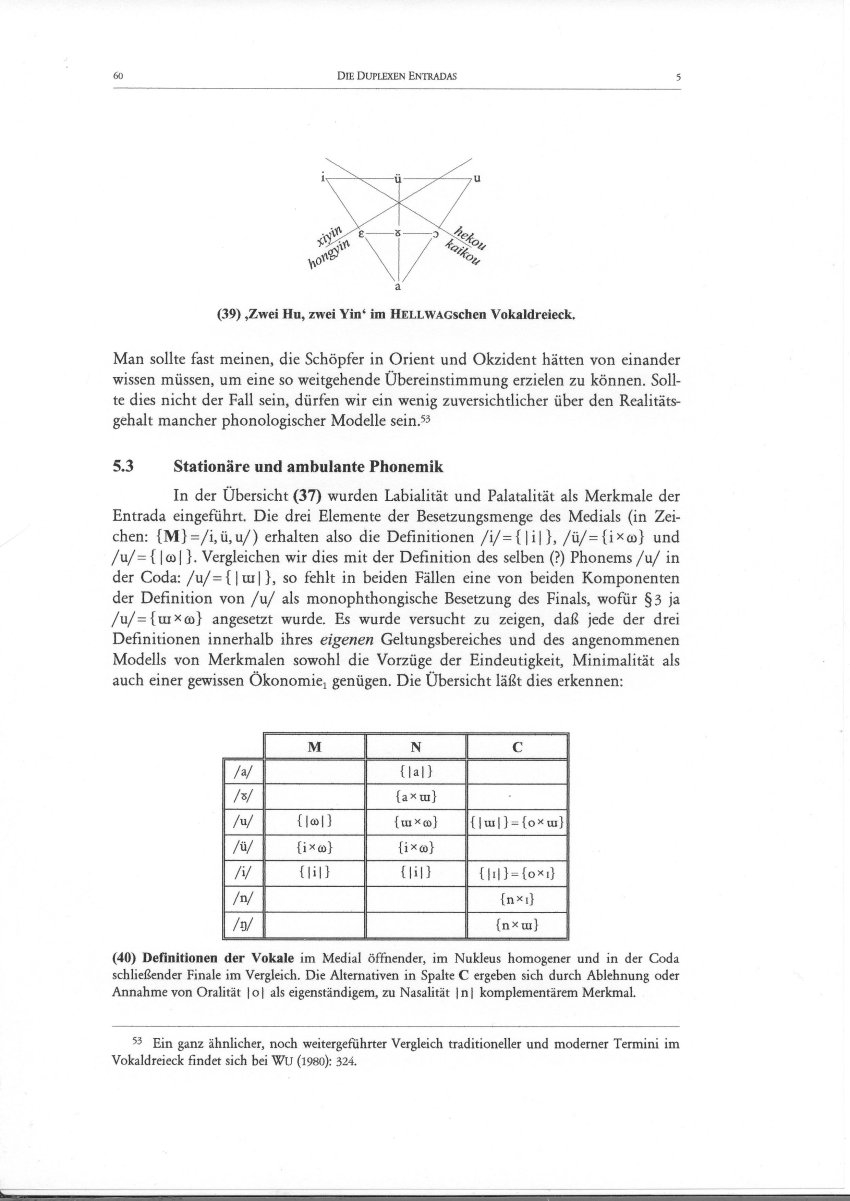 60 DIE DUPLEXEN ENTRADAS 5
i ü u
xiyin ɛ ɤ ɔ hekou
hongyin kaikou
a
(39) ‚Zwei Hu, zwei Yin‘ im HELLWAGschen Vokaldreieck.
Man sollte fast meinen, die Schöpfer in Orient und Okzident hätten von einander
wissen müssen, um eine so weitgehende Übereinstimmung erzielen zu können. Soll-
te dies nicht der Fall sein, dürfen wir ein wenig zuversichtlicher über den Realitäts-
gehalt mancher phonologischer Modelle sein.⁵³
5.3 Stationäre und ambulante Phonemik
In der Übersicht (37) wurden Labialität und Palatalität als Merkmale der
Entrada eingeführt. Die drei Elemente der Besetzungsmenge des Medials (in Zei-
chen: {M}=/i,ü,u/) erhalten also die Definitionen /i/={|i|}, /ü/={i×ɷ} und
/u/={|ɷ|}. Vergleichen wir dies mit der Definition des selben (?) Phonems /u/ in
der Coda: /u/={|ɯ|}, so fehlt in beiden Fällen eine von beiden Komponenten
der Definition von /u/ als monophthongische Besetzung des Finals, wofür §3 ja
/u/={ɯ×ɷ} angesetzt wurde. Es wurde versucht zu zeigen, daß jede der drei
Definitionen innerhalb ihres eigenen Geltungsbereiches und des angenommenen
Modells von Merkmalen sowohl die Vorzüge der Eindeutigkeit, Minimalität als
auch einer gewissen Ökonomie₁ genügen. Die Übersicht läßt dies erkennen:
M N C
/a/ {|a|}
/ɤ/ {a×ɯ}
/u/ {|ɷ|} {ɯ×ɷ} {|ɯ|}={o×ɯ}
/ü/ {i×ɷ} {i×ɷ}
/i/ {|i|} {|i|} {|ɪ|}={o×ɪ}
/n/ {n×ɪ}
/ŋ/ {n×ɯ}
(40) Definitionen der Vokale im Medial öffnender, im Nukleus homogener und in der Coda
schließender Finale im Vergleich. Die Alternativen in Spalte C ergeben sich durch Ablehnung oder
Annahme von Oralität |o| als eigenständigem, zu Nasalität |n| komplementärem Merkmal.
53 Ein ganz ähnlicher, noch weitergeführter Vergleich traditioneller und moderner Termini im
Vokaldreieck findet sich bei WU (1980): 324.